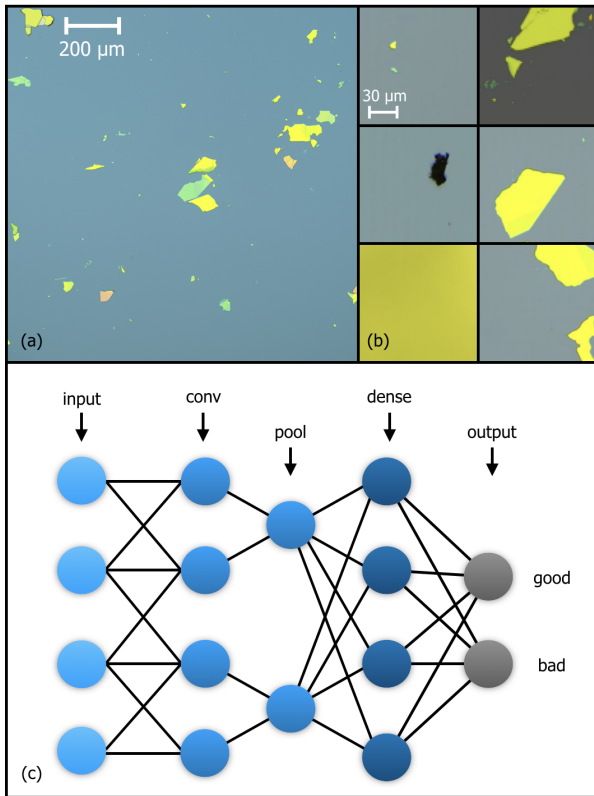 200 µm
(a)
30 µm
(b)
input
conv
pool
dense
output
good
bad
(c)